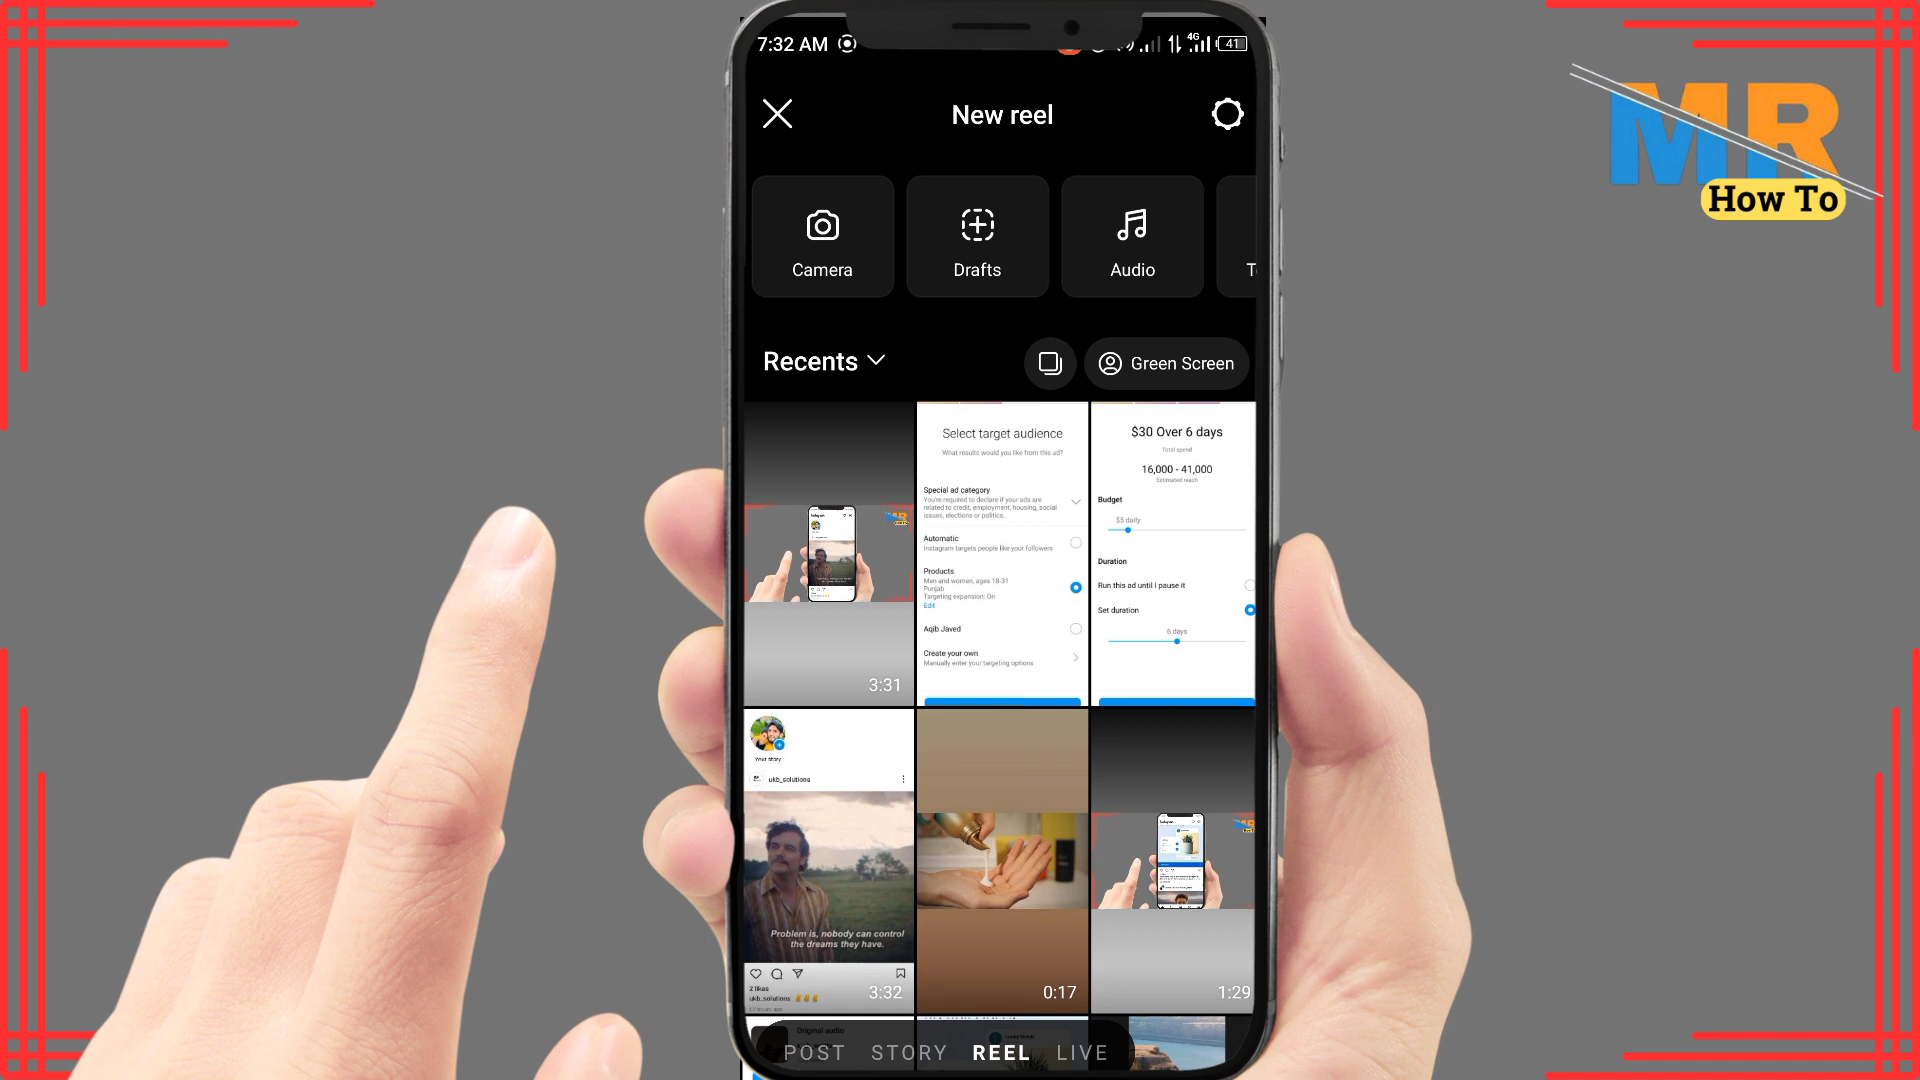 7:32 AM
4G
41
New reel
MR
How To
Camera
Drafts
Audio
Recents
Green Screen
Select target audience
What results would you like from this ad?
Special ad category
You're required to declare if your ads are
related to credit, employment, housing, social
issues, elections or politics.
Automatic
Instagram targets people like your followers
Products
Men and women, ages 18-31
Punjab
Targeting expansion: On
Edit
Aqib Javed
Create your own
Manually enter your targeting options
$30 Over 6 days
Total spend
16,000 - 41,000
Estimated reach
Budget
$5 daily
Duration
Run this ad until I pause it
Set duration
6 days
3:31
Your story
ukb_solutions
Problem is, nobody can control
the dreams they have.
2 likes
ukb_solutions
3:32
0:17
1:29
Original audio
POST STORY REEL LIVE